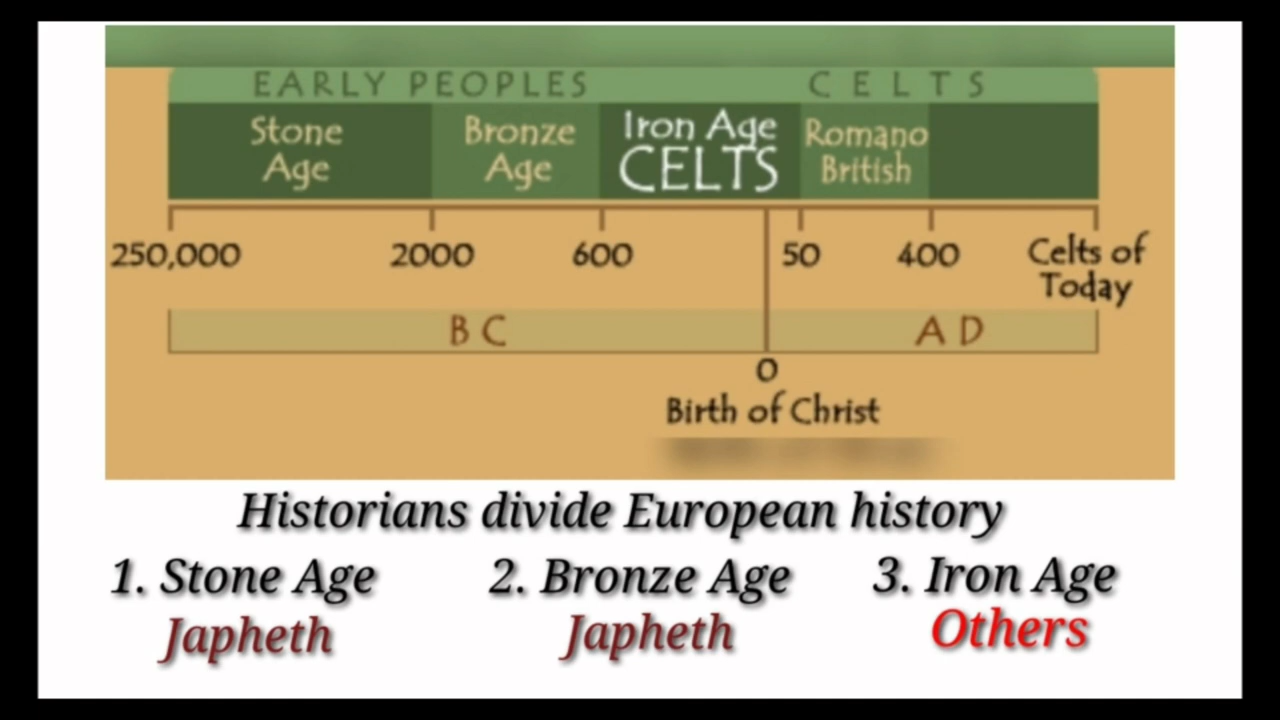 EARLY PEOPLES CELTS
Stone Age
Bronze Age
Iron Age CELTS
Romano British
250,000 2000 600 50 400 Celts of Today
BC AD
0
Birth of Christ
Historians divide European history
1. Stone Age 2. Bronze Age 3. Iron Age
Japheth Japheth Others